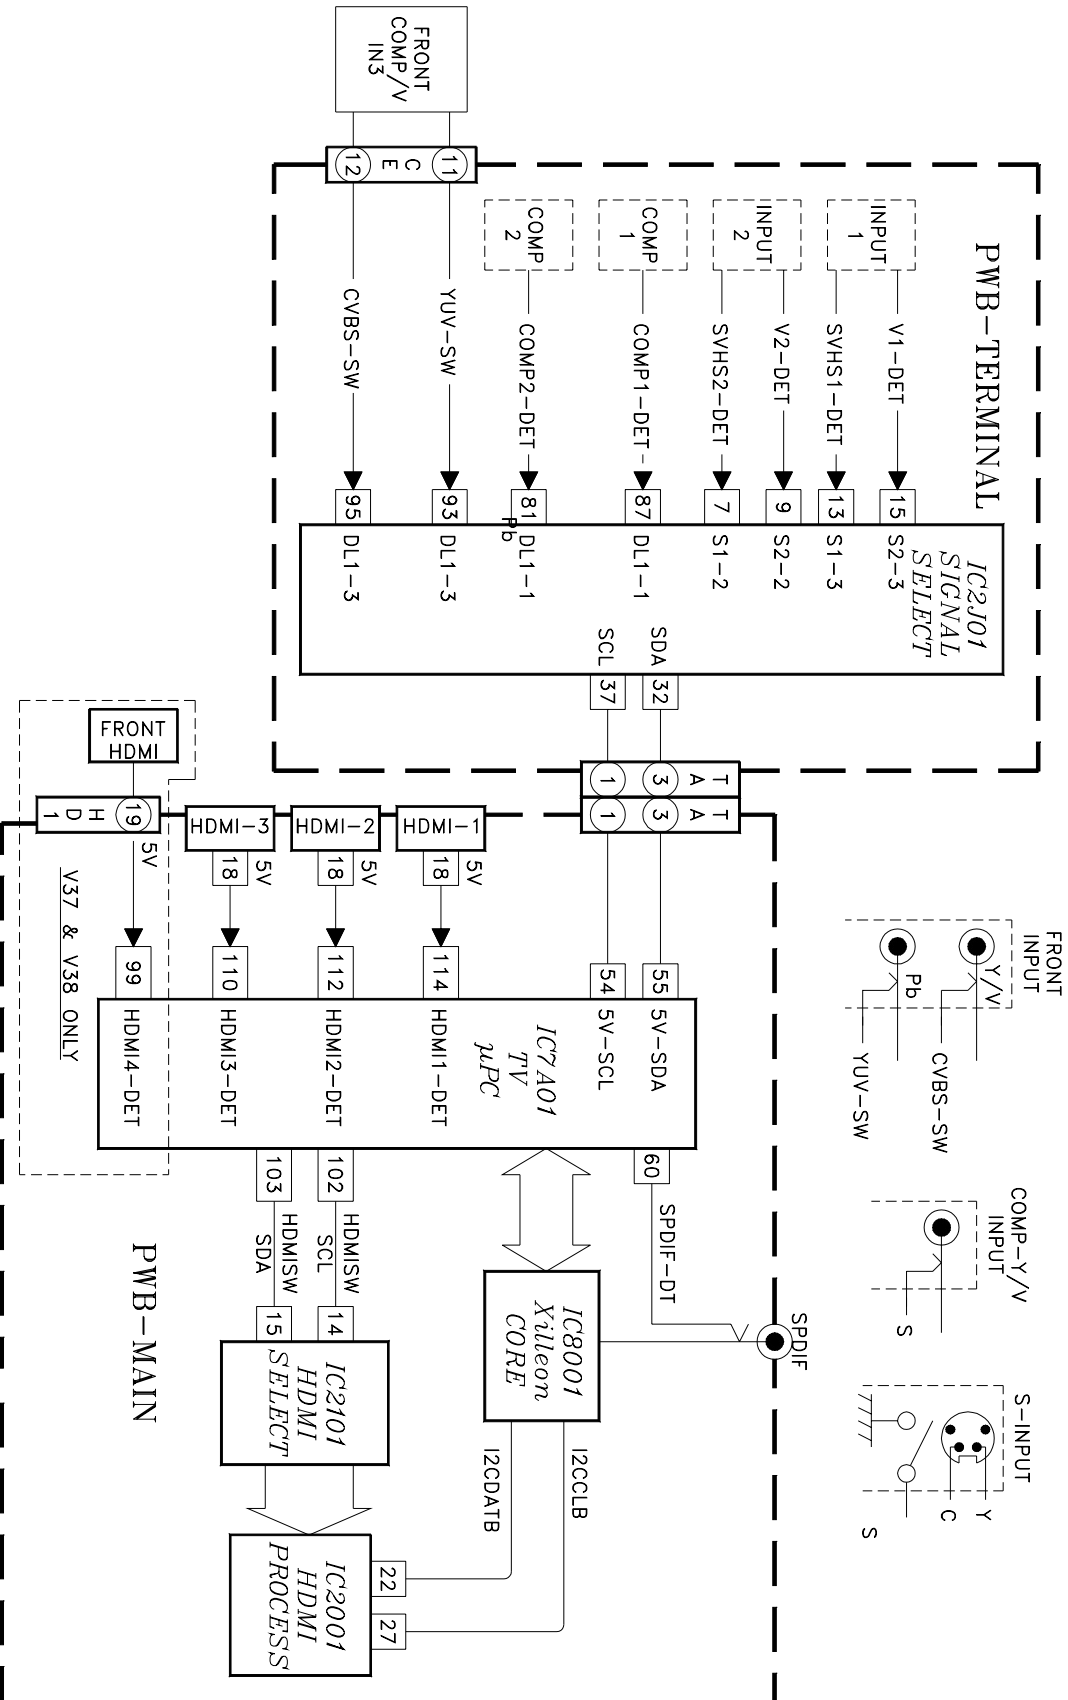 FRONT
COMP/V
IN3
11
C
E
12
PWB-TERMINAL
INPUT
1
INPUT
2
COMP
1
COMP
2
V1-DET
SVHS1-DET
V2-DET
SVHS2-DET
COMP1-DET
COMP2-DET
YUV-SW
CVBS-SW
15
13
9
7
87
81
93
95
S2-3
S1-3
S2-2
S1-2
DL1-1
DL1-1
Pb
DL1-3
DL1-3
IC2J01
SIGNAL
SELECT
SDA
SCL
32
37
T
A
3
1
T
A
3
1
FRONT
HDMI
19
H
D
1
5V
V37 & V38 ONLY
HDMI-3
18
5V
HDMI-2
18
5V
HDMI-1
18
5V
99
110
112
114
54
55
HDMI4-DET
HDMI3-DET
HDMI2-DET
HDMI1-DET
5V-SCL
5V-SDA
IC7A01
TV
µPC
60
SPDIF-DT
SPDIF
102
103
HDMISW
SCL
HDMISW
SDA
14
15
IC2101
HDMI
SELECT
IC8001
Xilleon
CORE
I2CCLB
I2CDATB
22
27
IC2001
HDMI
PROCESS
PWB-MAIN
FRONT
INPUT
Y/V
Pb
CVBS-SW
YUV-SW
COMP-Y/V
INPUT
S
S-INPUT
Y
C
S